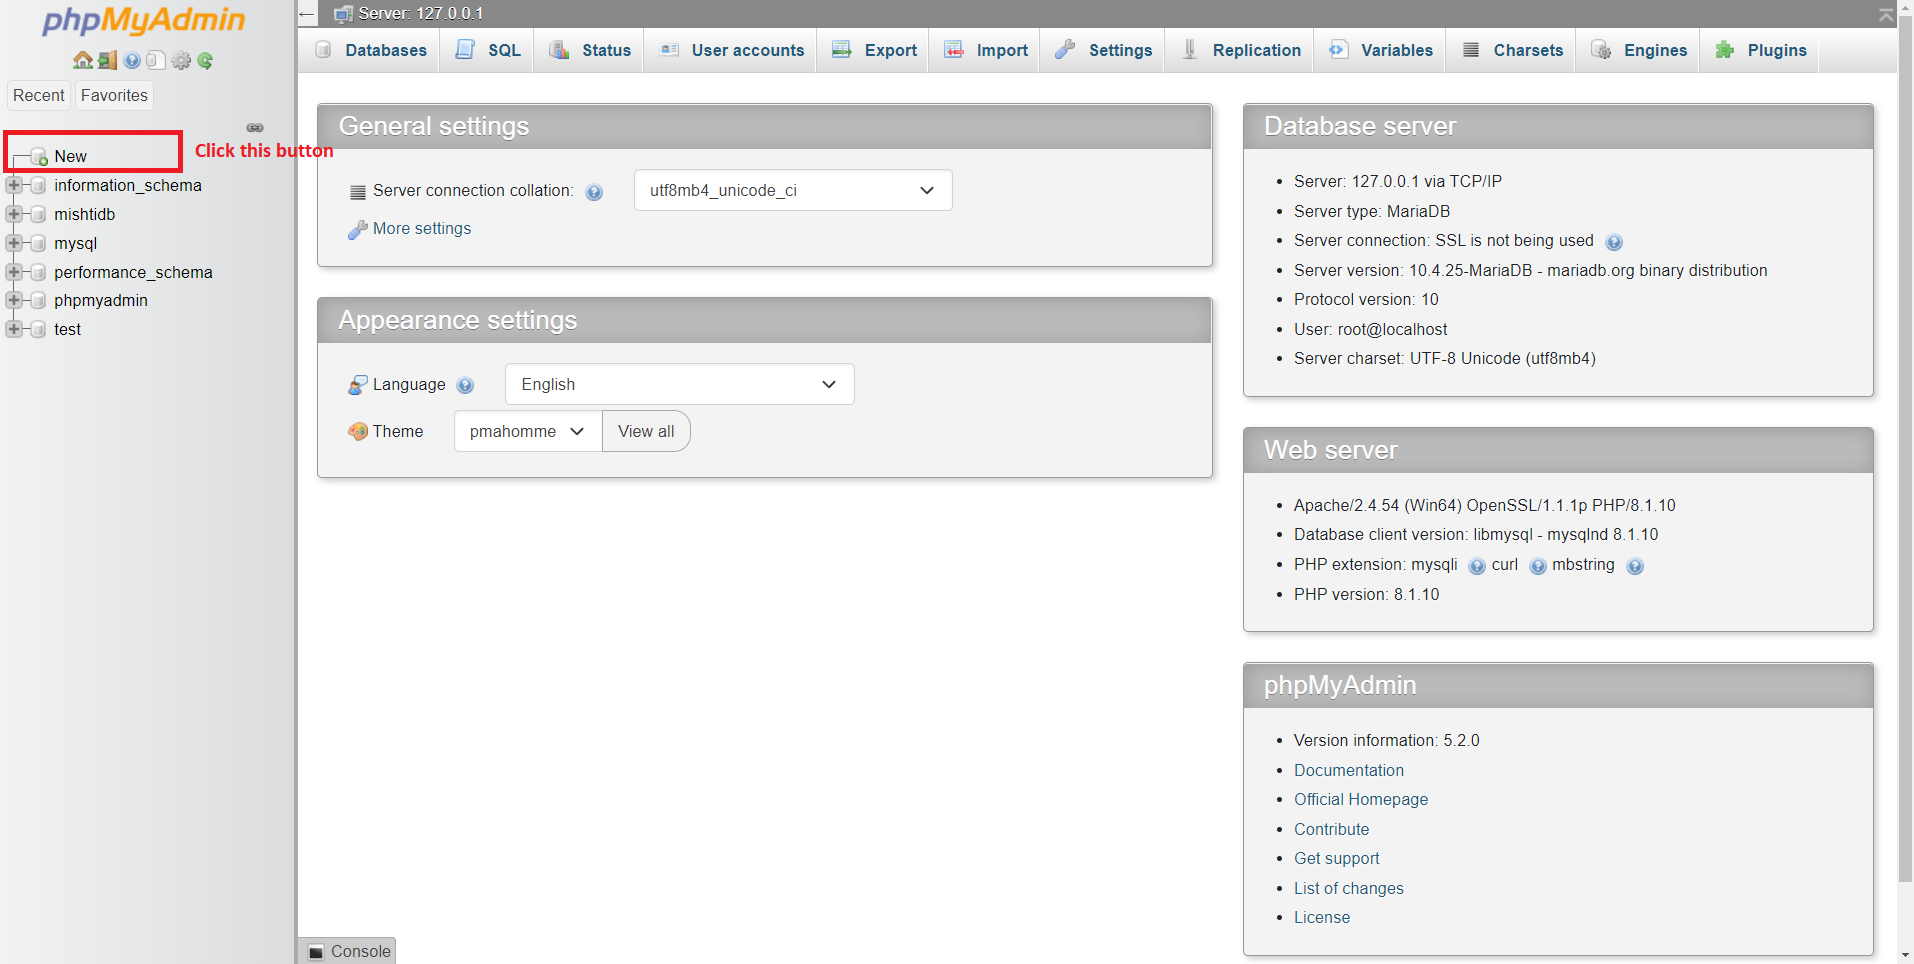 phpMyAdmin
Recent
Favorites
New
Click this button
information_schema
mishtidb
mysql
performance_schema
phpmyadmin
test
Server: 127.0.0.1
Databases
SQL
Status
User accounts
Export
Import
Settings
Replication
Variables
Charsets
Engines
Plugins
General settings
Server connection collation:
utf8mb4_unicode_ci
More settings
Appearance settings
Language
English
Theme
pmahomme
View all
Database server
Server: 127.0.0.1 via TCP/IP
Server type: MariaDB
Server connection: SSL is not being used
Server version: 10.4.25-MariaDB - mariadb.org binary distribution
Protocol version: 10
User: root@localhost
Server charset: UTF-8 Unicode (utf8mb4)
Web server
Apache/2.4.54 (Win64) OpenSSL/1.1.1p PHP/8.1.10
Database client version: libmysql - mysqlnd 8.1.10
PHP extension: mysqli curl mbstring
PHP version: 8.1.10
phpMyAdmin
Version information: 5.2.0
Documentation
Official Homepage
Contribute
Get support
List of changes
License
Console